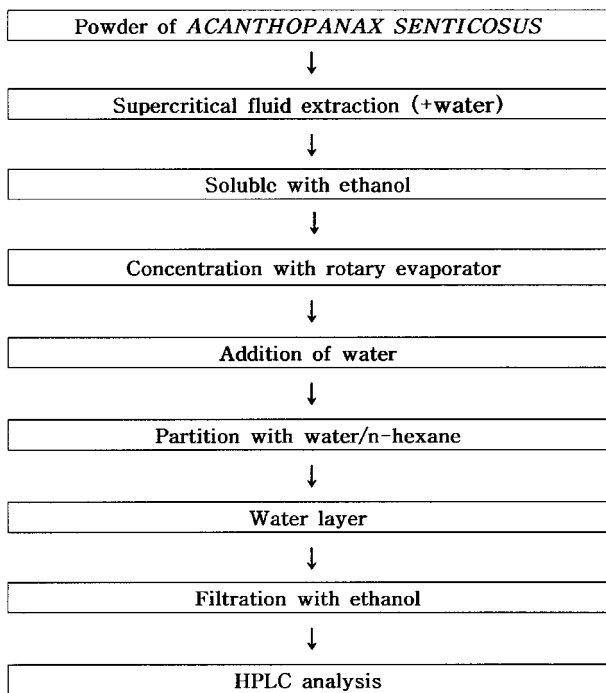 Powder of ACANTHOPANAX SENTICOSUS
↓
Supercritical fluid extraction (+water)
↓
Soluble with ethanol
↓
Concentration with rotary evaporator
↓
Addition of water
↓
Partition with water/n-hexane
↓
Water layer
↓
Filtration with ethanol
↓
HPLC analysis